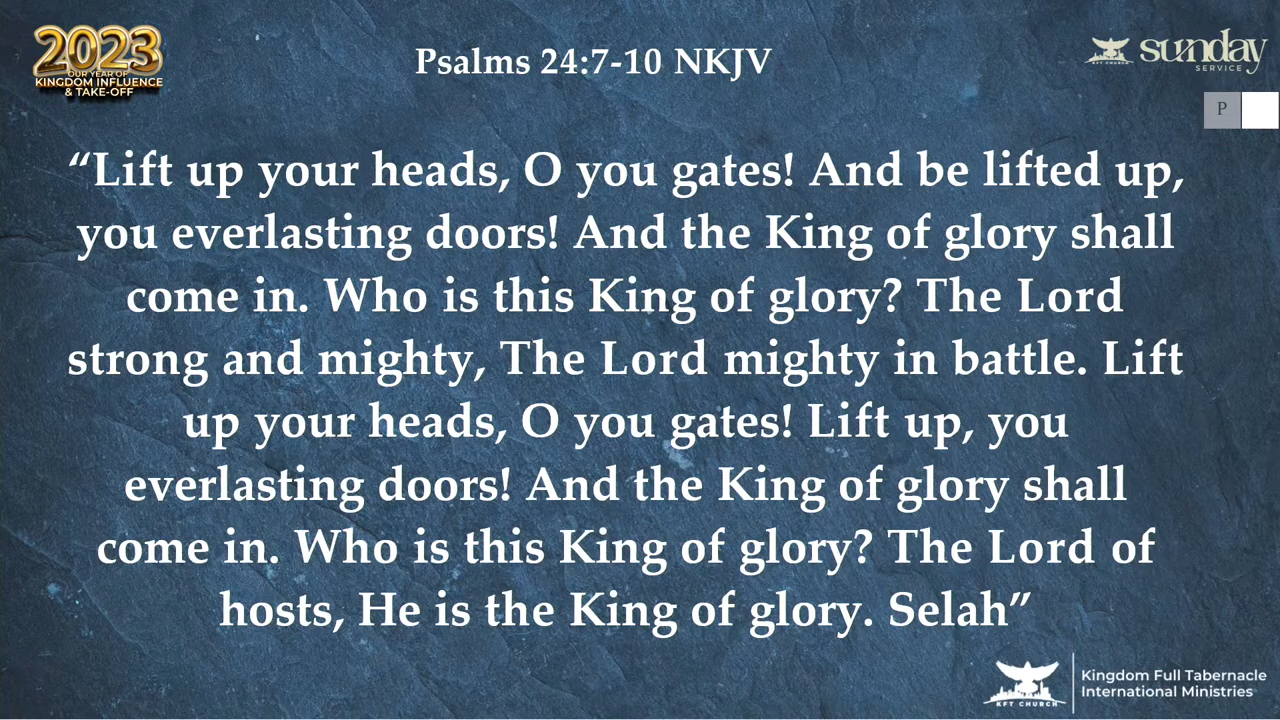 2023
OUR YEAR OF
KINGDOM INFLUENCE
& TAKE-OFF
Psalms 24:7-10 NKJV
KFT CHURCH
sunday
SERVICE
P
“Lift up your heads, O you gates! And be lifted up,
you everlasting doors! And the King of glory shall
come in. Who is this King of glory? The Lord
strong and mighty, The Lord mighty in battle. Lift
up your heads, O you gates! Lift up, you
everlasting doors! And the King of glory shall
come in. Who is this King of glory? The Lord of
hosts, He is the King of glory. Selah”
KFT CHURCH
Kingdom Full Tabernacle
International Ministries